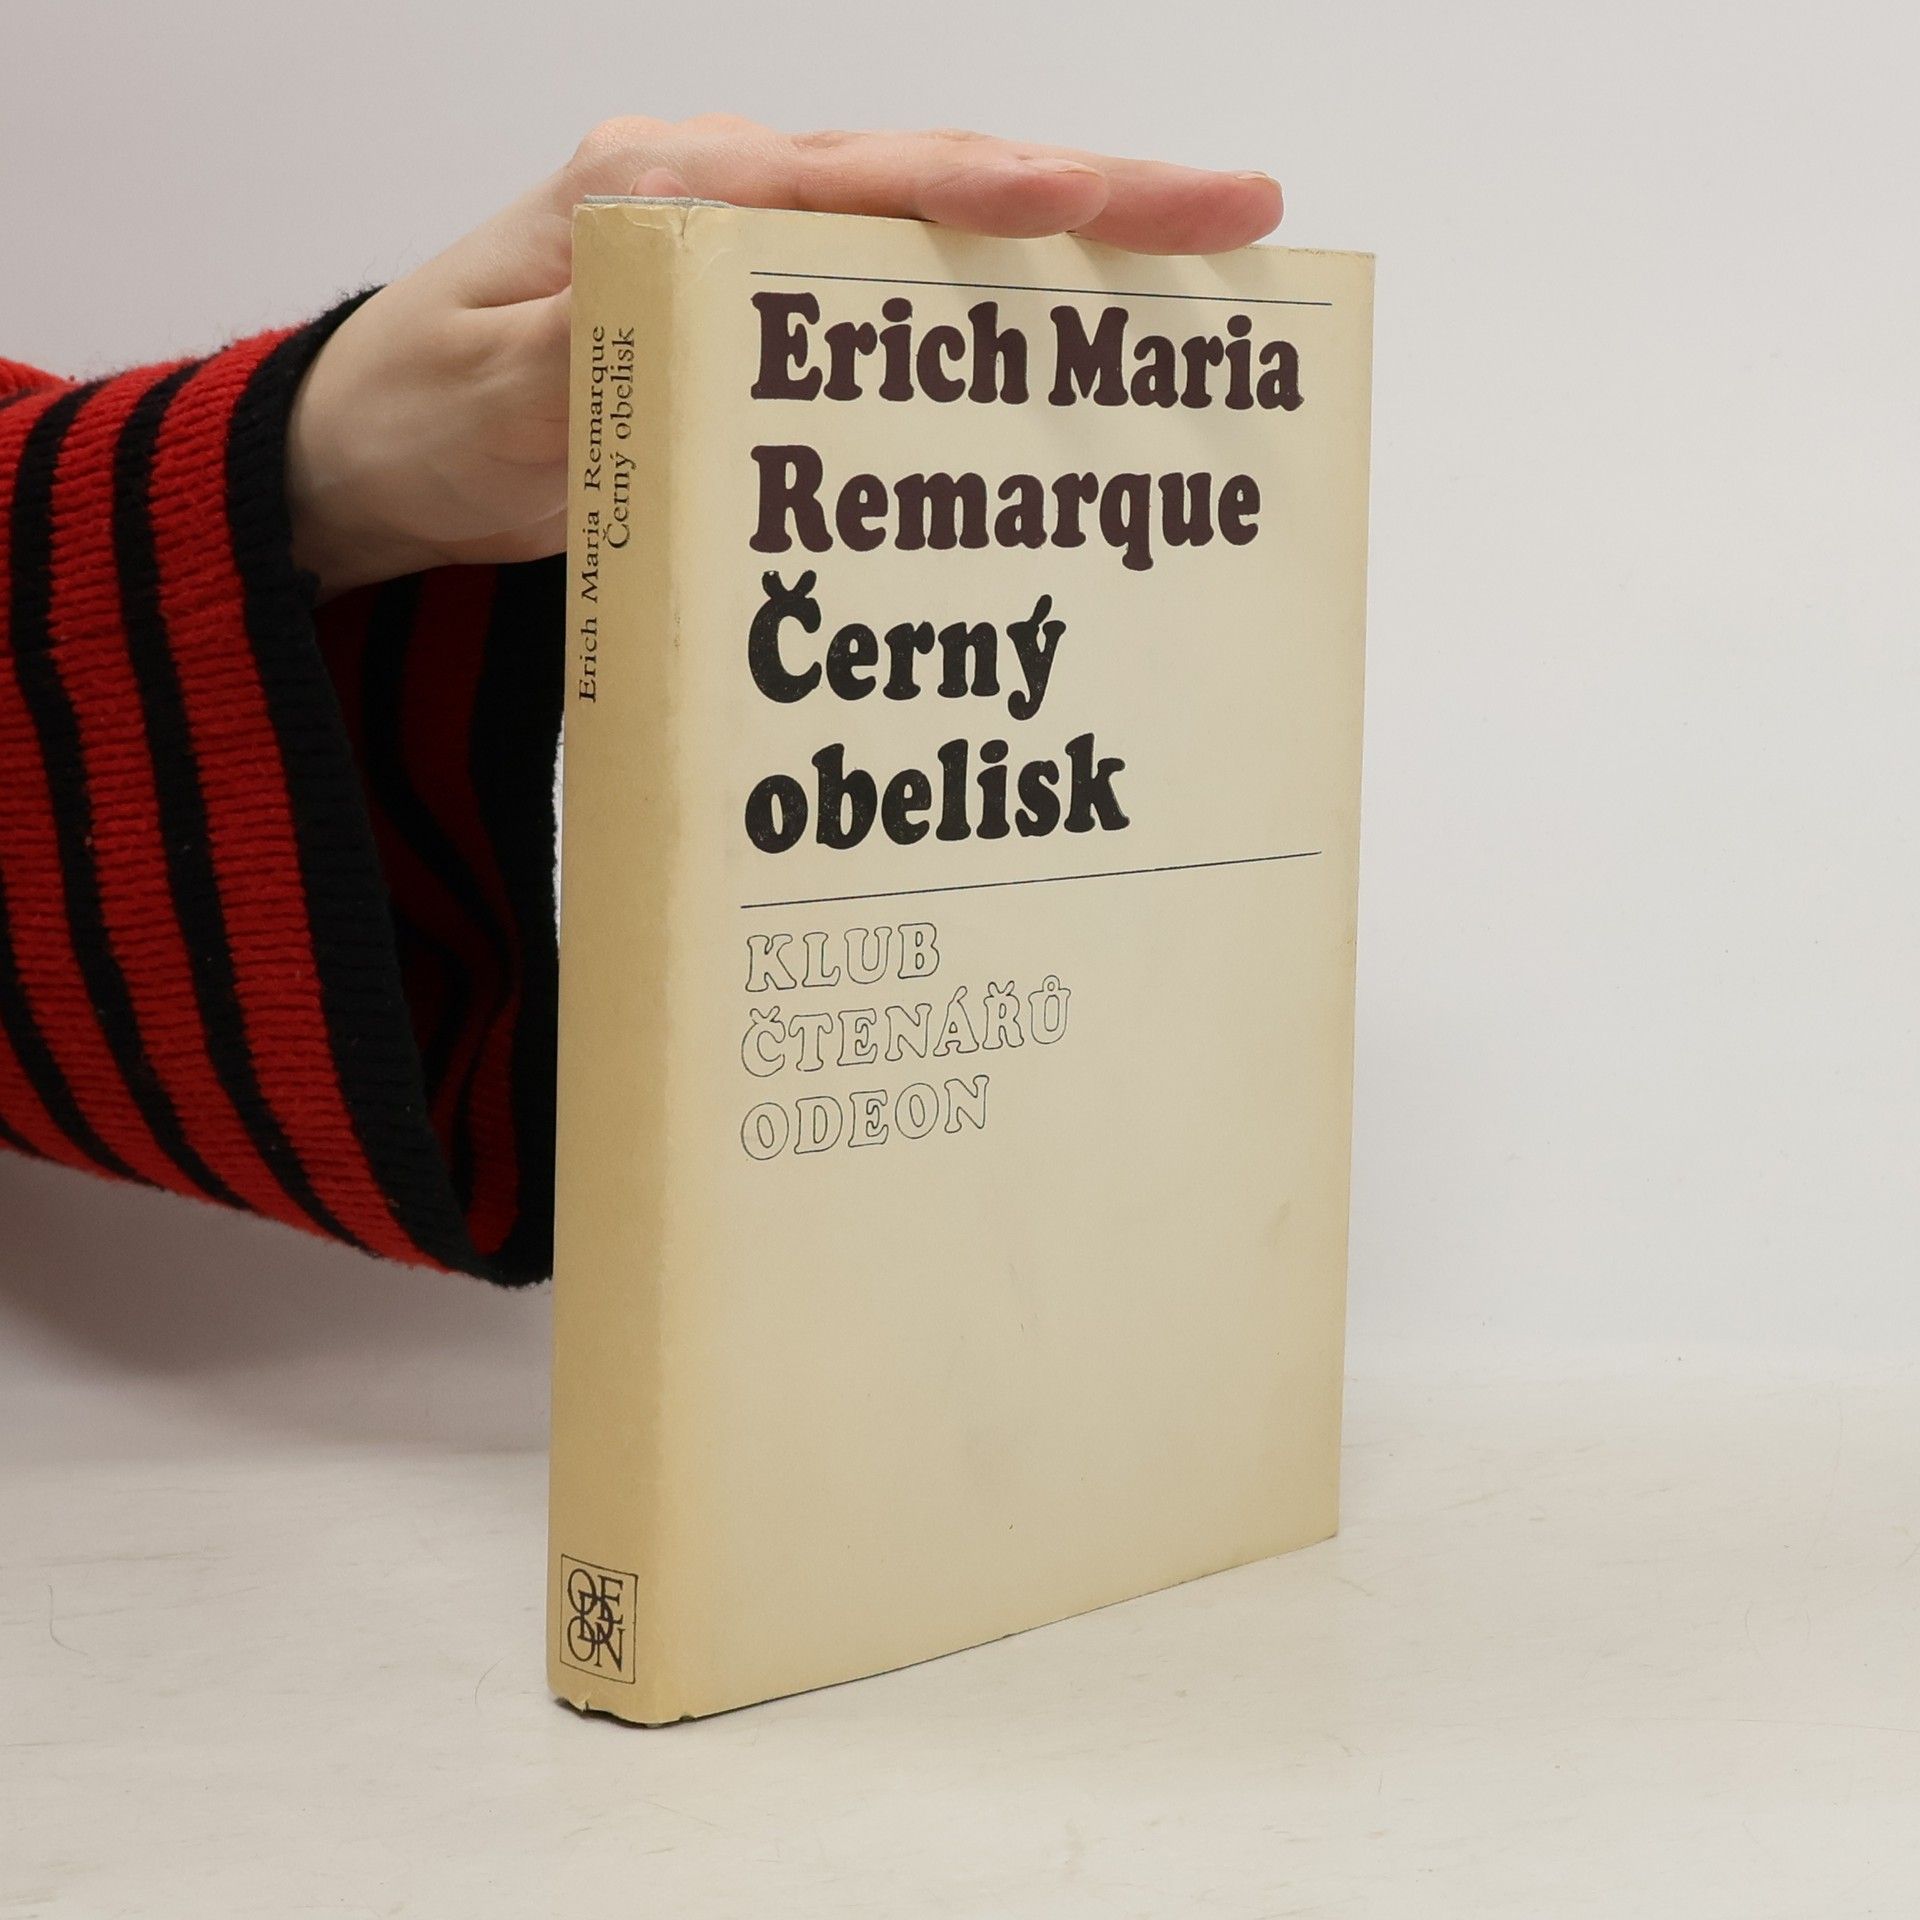 Erich Maria
Remarque
Černý
obelisk
KLUB
ČTENÁŘŮ
ODEON
Erich Maria Remarque
Černý obelisk
ODEON